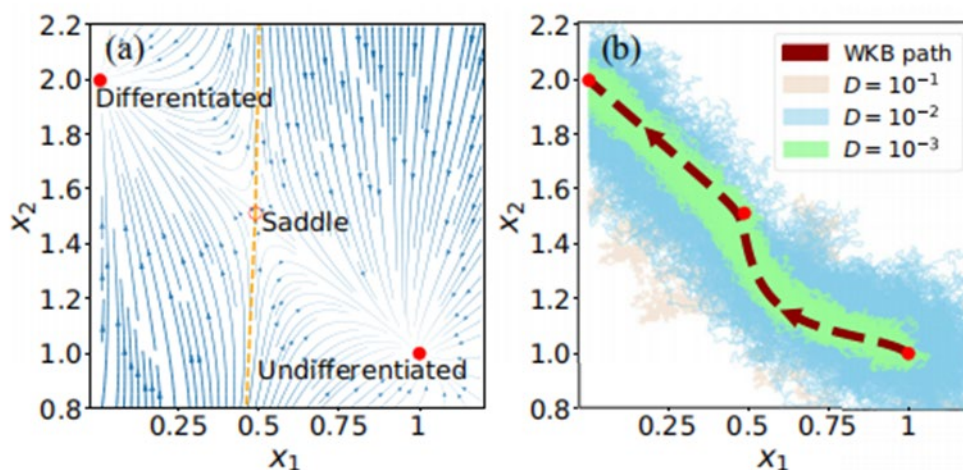 (a)
2.2
2.0
1.8
1.6
1.4
1.2
1.0
0.8
x₂
Differentiated
Saddle
Undifferentiated
0.25 0.5 0.75 1
x₁
(b)
2.2
2.0
1.8
1.6
1.4
1.2
1.0
0.8
x₂
WKB path
D = 10⁻¹
D = 10⁻²
D = 10⁻³
0.25 0.5 0.75 1
x₁